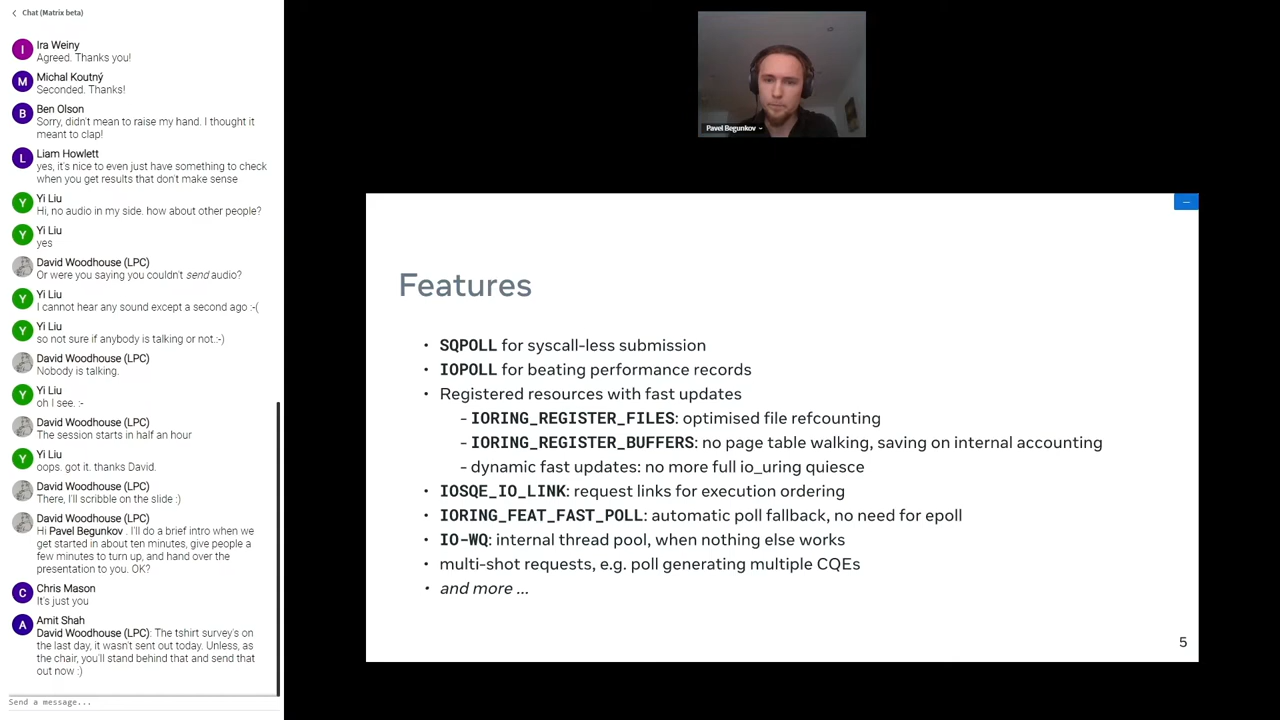 Chat (Matrix beta)
Ira Weiny
Agreed. Thank you!
Michal Koutný
Seconded. Thanks!
Ben Olson
Sorry, didn't mean to raise my hand. I thought it
meant to clap!
Liam Howlett
yes, it's nice to even just have something to check
when you get results that don't make sense
Yi Liu
Hi, no audio in my side. how about other people?
Yi Liu
yes
David Woodhouse (LPC)
Or were you saying you couldn't send audio?
Yi Liu
I cannot hear any sound except a second ago :-(
Yi Liu
so not sure if anybody is talking or not.:-)
David Woodhouse (LPC)
Nobody is talking.
Yi Liu
oh I see. :-
David Woodhouse (LPC)
The session starts in half an hour
Yi Liu
oops. got it. thanks David.
David Woodhouse (LPC)
There, I'll scribble on the slide :)
David Woodhouse (LPC)
Hi Pavel Begunkov . I'll do a brief intro when we
get started in about ten minutes, give people a
few minutes to turn up, and hand over the
presentation to you. OK?
Chris Mason
It's just you
Amit Shah
David Woodhouse (LPC): The tshirt survey's on
the last day, it wasn't sent out today. Unless, as
the chair, you'll stand behind that and send that
out now :)
Send a message...
Pavel Begunkov
Features
• SQPOLL for syscall-less submission
• IOPOLL for beating performance records
• Registered resources with fast updates
- IORING_REGISTER_FILES: optimised file refcounting
- IORING_REGISTER_BUFFERS: no page table walking, saving on internal accounting
- dynamic fast updates: no more full io_uring quiesce
• IOSQE_IO_LINK: request links for execution ordering
• IORING_FEAT_FAST_POLL: automatic poll fallback, no need for epoll
• IO-WQ: internal thread pool, when nothing else works
• multi-shot requests, e.g. poll generating multiple CQEs
• and more ...
5